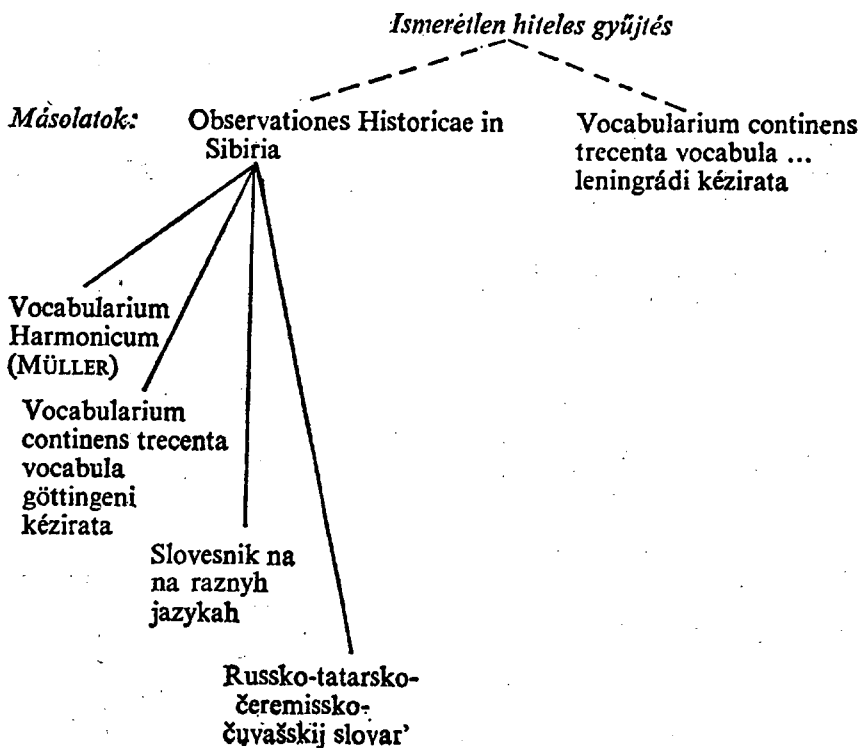 Ismeretlen hiteles gyűjtés
Másolatok:
Observationes Historicae in
Sibiria
Vocabularium continens
trecenta vocabula ...
leningrádi kézirata
Vocabularium
Harmonicum
(MÜLLER)
Vocabularium
continens trecenta
vocabula
göttingeni
kézirata
Slovesnik na
na raznyh
jazykah
Russko-tatarsko-
čeremissko-
čuvašskij slovar’